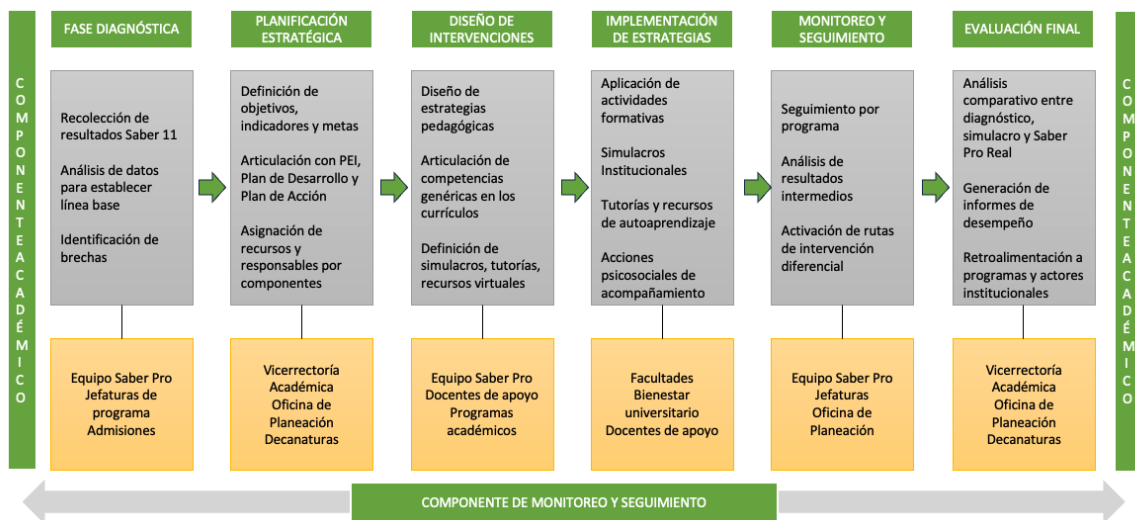 COMPONENTEACADÉMICO
FASE DIAGNÓSTICA
Recolección de
resultados Saber 11
Análisis de datos
para establecer
línea base
Identificación de
brechas
Equipo Saber Pro
Jefaturas de
programa
Admisiones
PLANIFICACIÓN
ESTRATÉGICA
Definición de
objetivos,
indicadores y metas
Articulación con PEI,
Plan de Desarrollo y
Plan de Acción
Asignación de
recursos y
responsables por
componentes
Vicerrectoría
Académica
Oficina de
Planeación
Decanaturas
DISEÑO DE
INTERVENCIONES
Diseño de
estrategias
pedagógicas
Articulación de
competencias
genéricas en los
currículos
Definición de
simulacros, tutorías,
recursos virtuales
Equipo Saber Pro
Docentes de apoyo
Programas
académicos
IMPLEMENTACIÓN
DE ESTRATEGIAS
Aplicación de
actividades
formativas
Simulacros
Institucionales
Tutorías y recursos
de autoaprendizaje
Acciones
psicosociales de
acompañamiento
Facultades
Bienestar
universitario
Docentes de apoyo
MONITOREO Y
SEGUIMIENTO
Seguimiento por
programa
Análisis de
resultados
intermedios
Activación de rutas
de intervención
diferencial
Equipo Saber Pro
Jefaturas
Oficina de
Planeación
EVALUACIÓN FINAL
Análisis
comparativo entre
diagnóstico,
simulacro y Saber
Pro Real
Generación de
informes de
desempeño
Retroalimentación a
programas y actores
institucionales
Vicerrectoría
Académica
Oficina de
Planeación
Decanaturas
COMPONENTEACADÉMICO
COMPONENTE DE MONITOREO Y SEGUIMIENTO